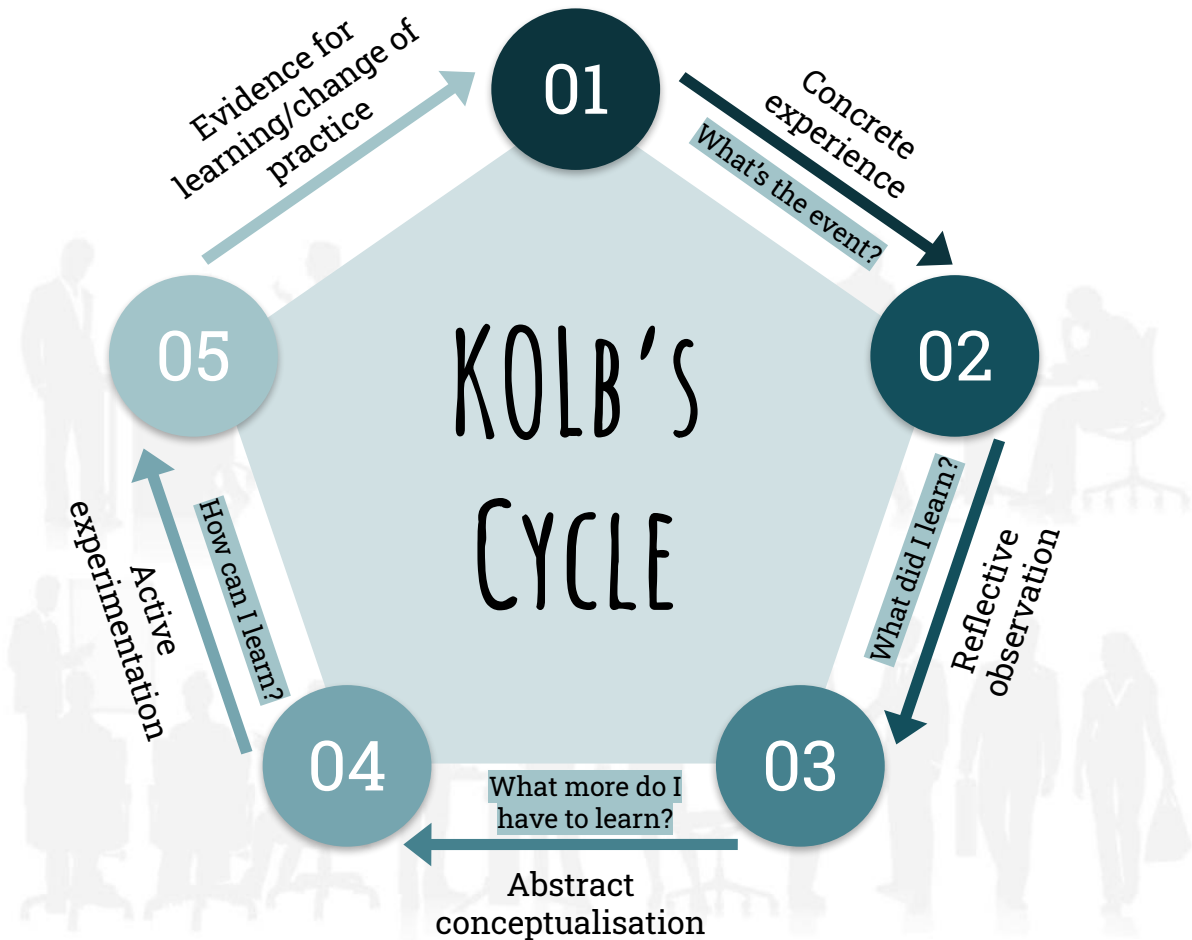 KOLB'S
CYCLE
01
Concrete
experience
What's the event?
02
Reflective
observation
What did I learn?
03
What more do I
have to learn?
Abstract
conceptualisation
04
Active
experimentation
How can I learn?
05
Evidence for
learning/change of
practice